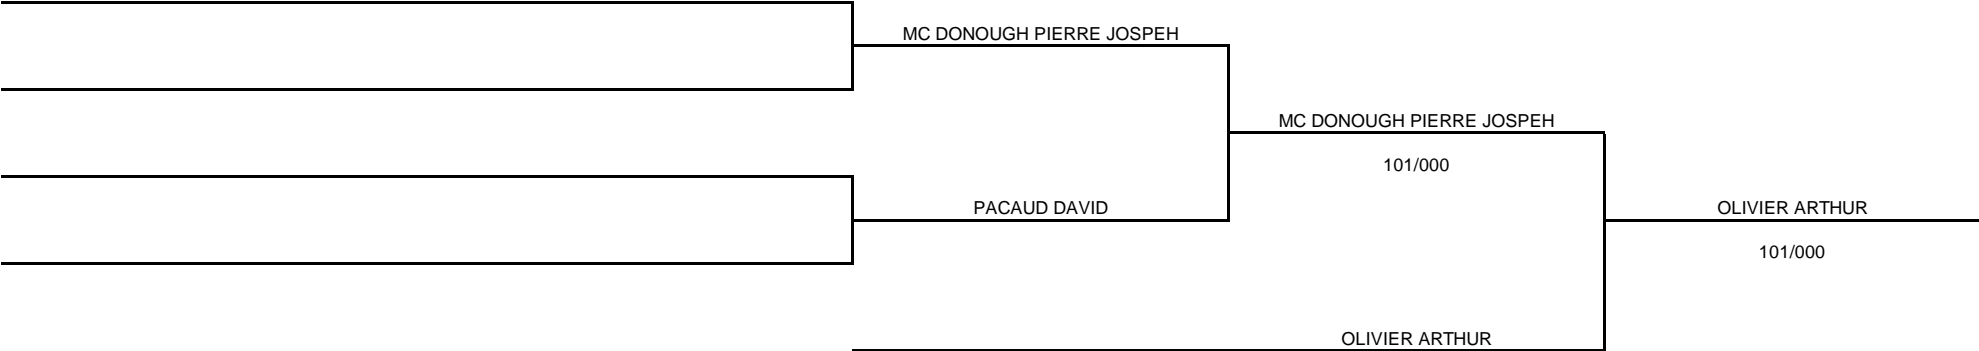 MC DONOUGH PIERRE JOSPEH
MC DONOUGH PIERRE JOSPEH
101/000
PACAUD DAVID
OLIVIER ARTHUR
101/000
OLIVIER ARTHUR